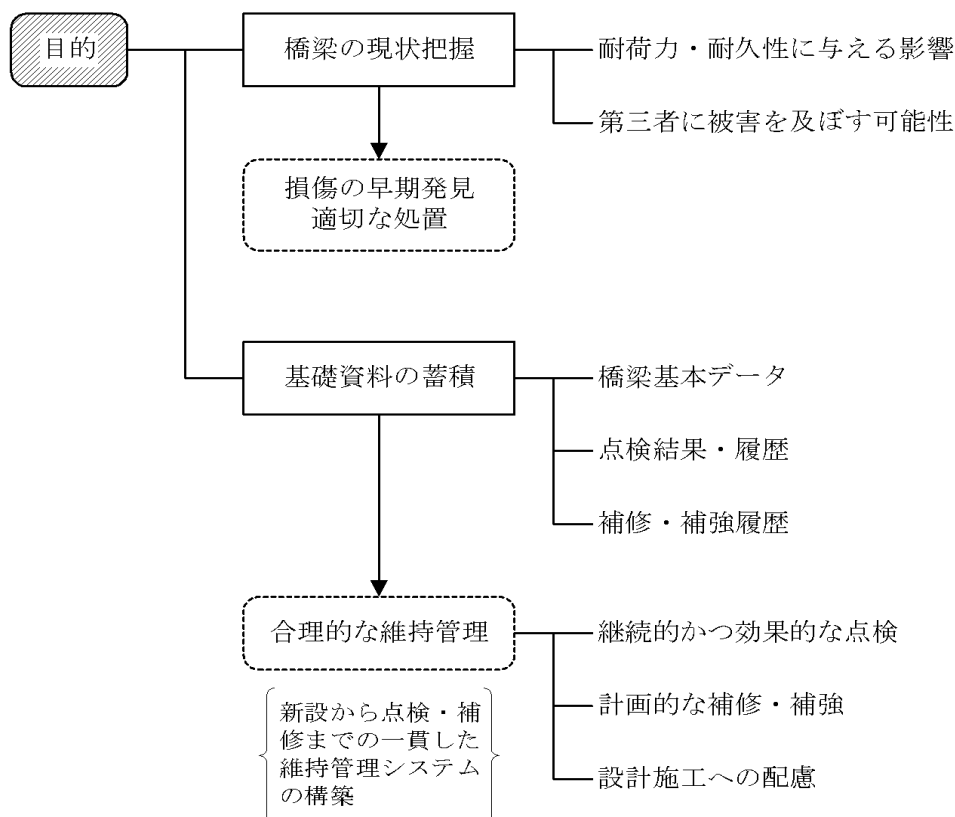 目的
橋梁の現状把握
耐荷力・耐久性に与える影響
第三者に被害を及ぼす可能性
損傷の早期発見
適切な処置
基礎資料の蓄積
橋梁基本データ
点検結果・履歴
補修・補強履歴
合理的な維持管理
継続的かつ効果的な点検
計画的な補修・補強
設計施工への配慮
新設から点検・補
修までの一貫した
維持管理システム
の構築